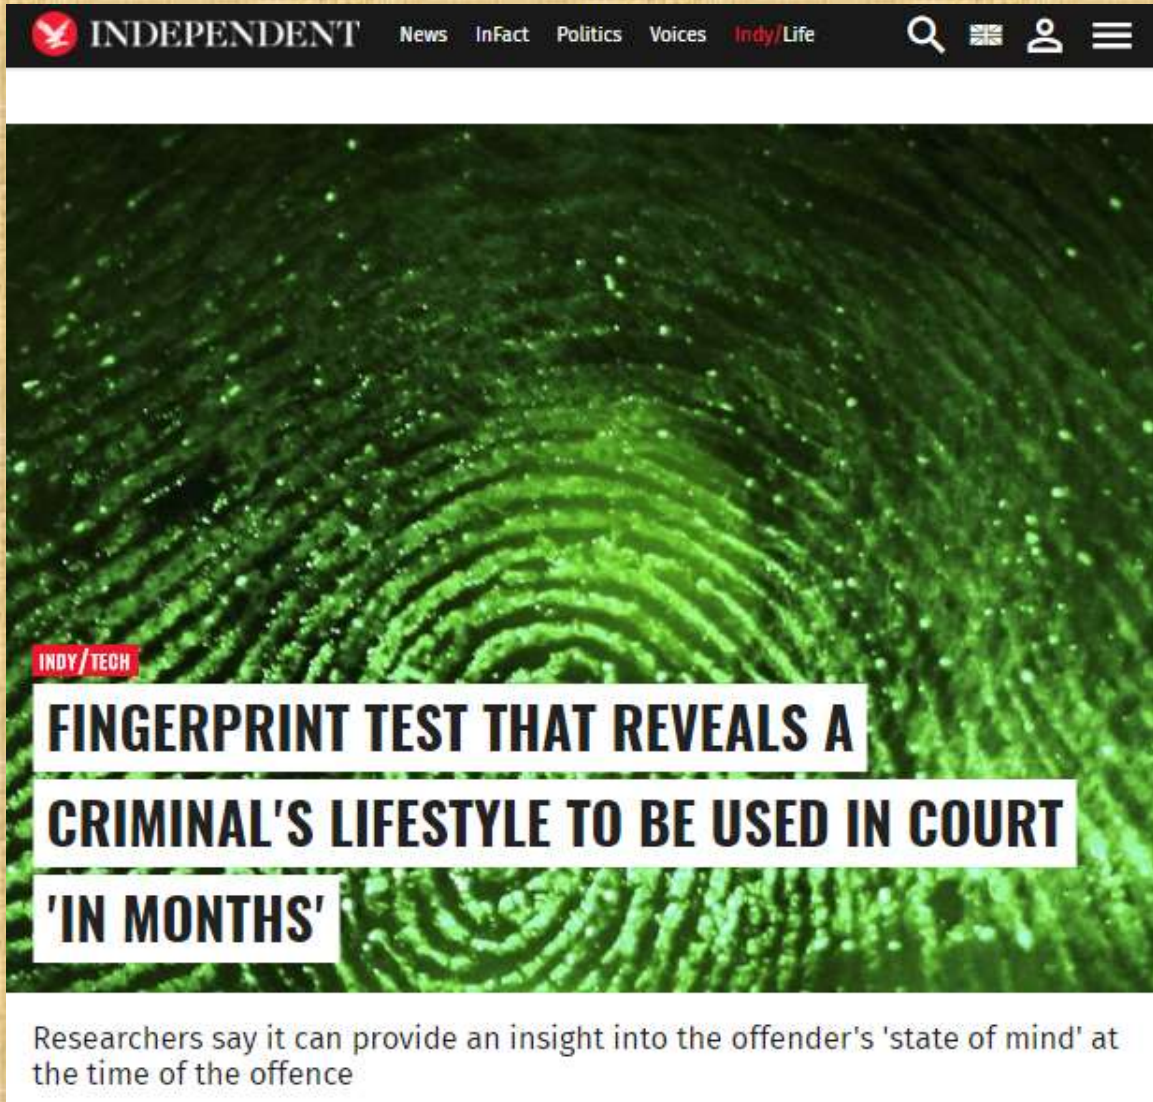 INDEPENDENT News InFact Politics Voices Indy/Life
INDY/TECH
FINGERPRINT TEST THAT REVEALS A
CRIMINAL'S LIFESTYLE TO BE USED IN COURT
'IN MONTHS'
Researchers say it can provide an insight into the offender's 'state of mind' at
the time of the offence